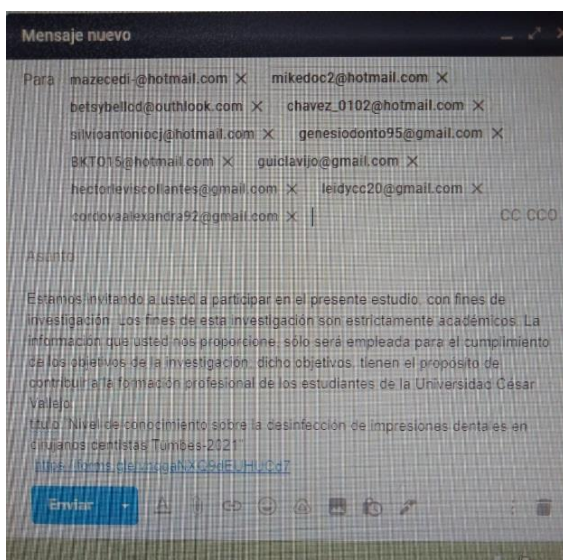 Mensaje nuevo
Para mazecedi-@hotmail.com mikedoc2@hotmail.com
betsybellcd@outhlook.com chavez_0102@hotmail.com
silvioantoniocj@hotmail.com genesiodonto95@gmail.com
BKTO15@hotmail.com guiclavijo@gmail.com
hectorleviscollantes@gmail.com leidycc20@gmail.com
cordovaalexandra92@gmail.com CC CCO
Asunto
Estamos invitando a usted a participar en el presente estudio, con fines de
investigación. Los fines de esta investigación son estrictamente académicos. La
información que usted nos proporcione, sólo será empleada para el cumplimiento
de los objetivos de la investigación, dicho objetivos, tienen el propósito de
contribuir a la formación profesional de los estudiantes de la Universidad César
Vallejo.
titulo "Nivel de conocimiento sobre la desinfección de impresiones dentales en
cirujanos dentistas Tumbes-2021"
Enviar